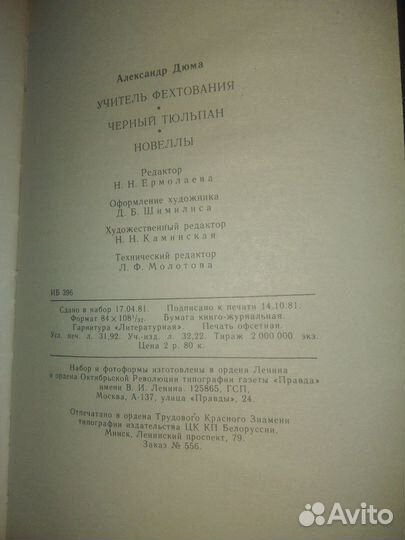 Александр Дюма
УЧИТЕЛЬ ФЕХТОВАНИЯ
•
ЧЕРНЫЙ ТЮЛЬПАН
•
НОВЕЛЛЫ
Редактор
Н. Н. Ермолаева
Оформление художника
Д. Б. Шимилиса
Художественный редактор
Н. Н. Каминская
Технический редактор
Л. Ф. Молотова
ИБ 396
Сдано в набор 17.04.81. Подписано к печати 14.10.81.
Формат 84 × 108¹/₃₂. Бумага книго-журнальная.
Гарнитура «Литературная». Печать офсетная.
Усл. печ. л. 31,92. Уч.-изд. л. 32,22. Тираж 2 000 000 экз.
Цена 2 р. 80 к.
Набор и фотоформы изготовлены в ордена Ленина
и ордена Октябрьской Революции типографии газеты «Правда»
имени В. И. Ленина. 125865, ГСП,
Москва, А-137, улица «Правды», 24.
Отпечатано в ордена Трудового Красного Знамени
типографии издательства ЦК КП Белоруссии,
Минск, Ленинский проспект, 79.
Заказ № 556.
Avito